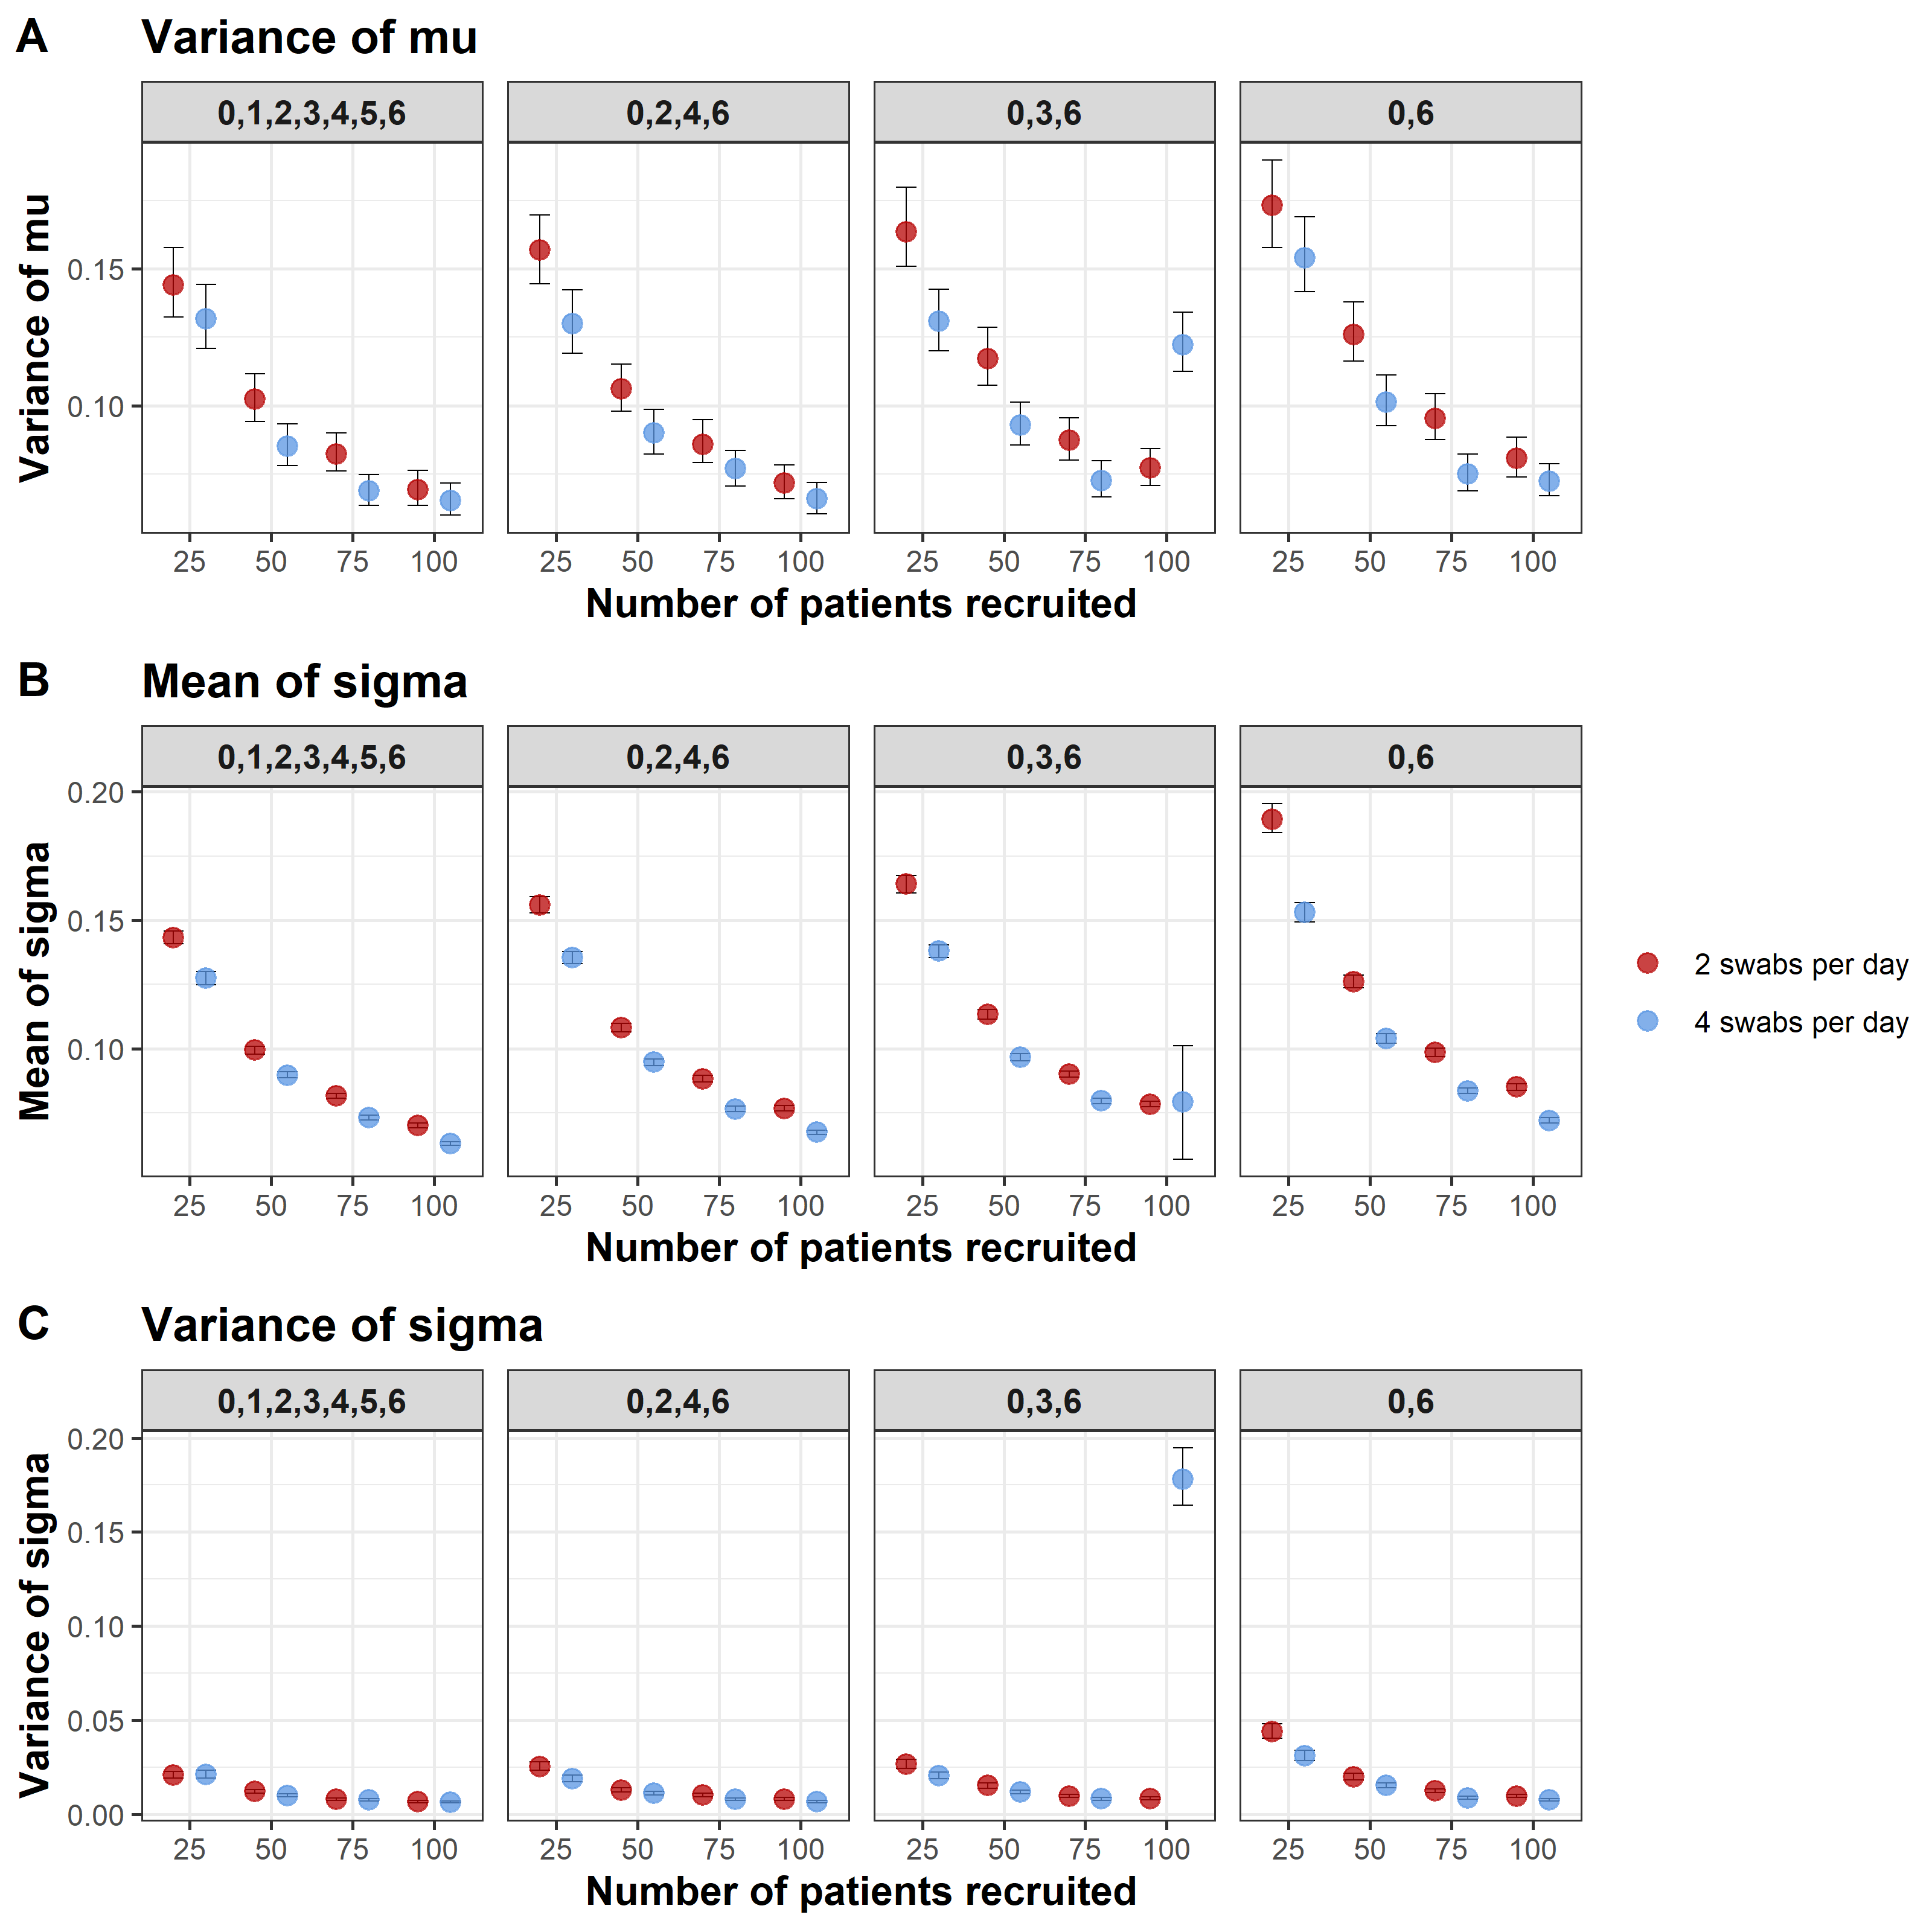 A Variance of mu
0,1,2,3,4,5,6 0,2,4,6 0,3,6 0,6
Variance of mu
0.15
0.10
25 50 75 100 25 50 75 100 25 50 75 100 25 50 75 100
Number of patients recruited
B Mean of sigma
0,1,2,3,4,5,6 0,2,4,6 0,3,6 0,6
Mean of sigma
0.20
0.15
0.10
25 50 75 100 25 50 75 100 25 50 75 100 25 50 75 100
Number of patients recruited
2 swabs per day
4 swabs per day
C Variance of sigma
0,1,2,3,4,5,6 0,2,4,6 0,3,6 0,6
Variance of sigma
0.20
0.15
0.10
0.05
0.00
25 50 75 100 25 50 75 100 25 50 75 100 25 50 75 100
Number of patients recruited